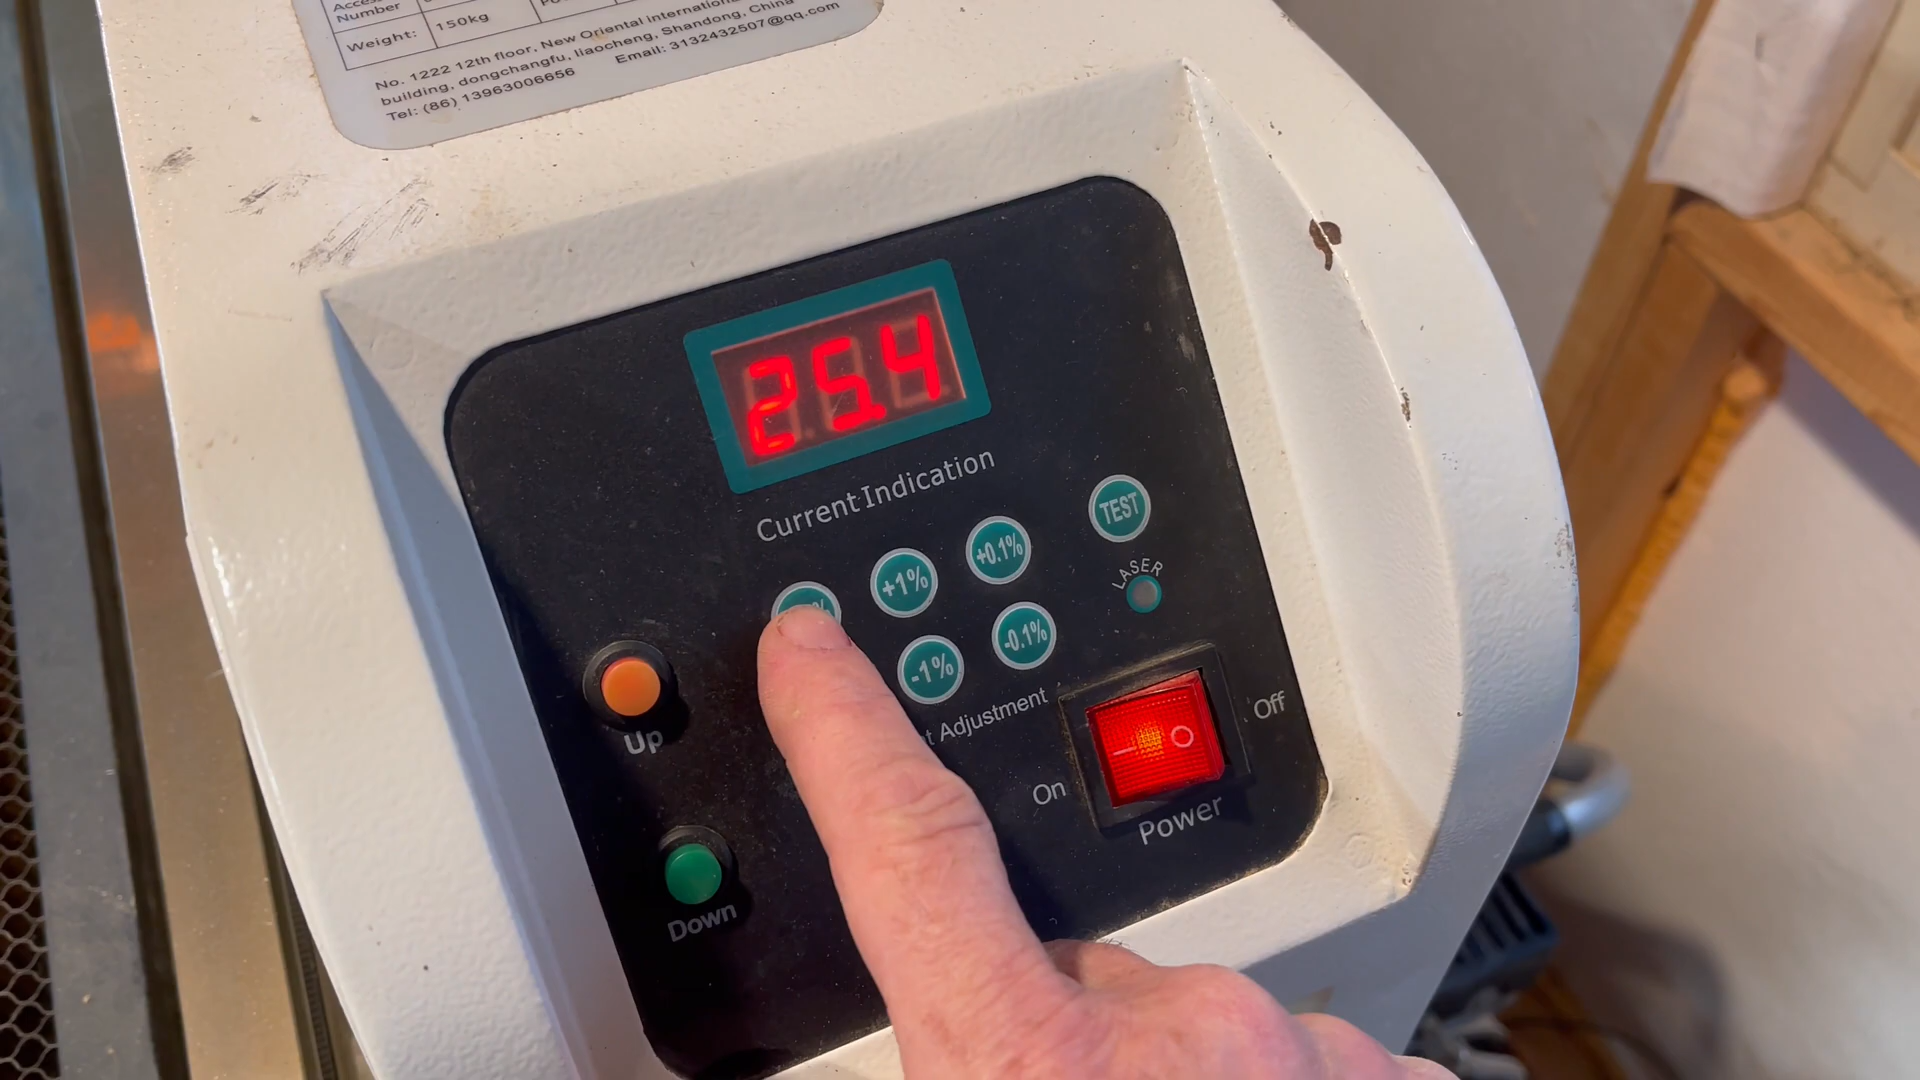 Number
Weight: 150kg
No. 1222 12th floor, New Oriental international
building, dongchangfu, liaocheng, Shandong, China
Tel: (86) 13963006656 Email: 3132432507@qq.com
25.4
Current Indication
+1% +0.1% TEST
LASER
-1% -0.1%
Adjustment
Up
On Off
Power
Down